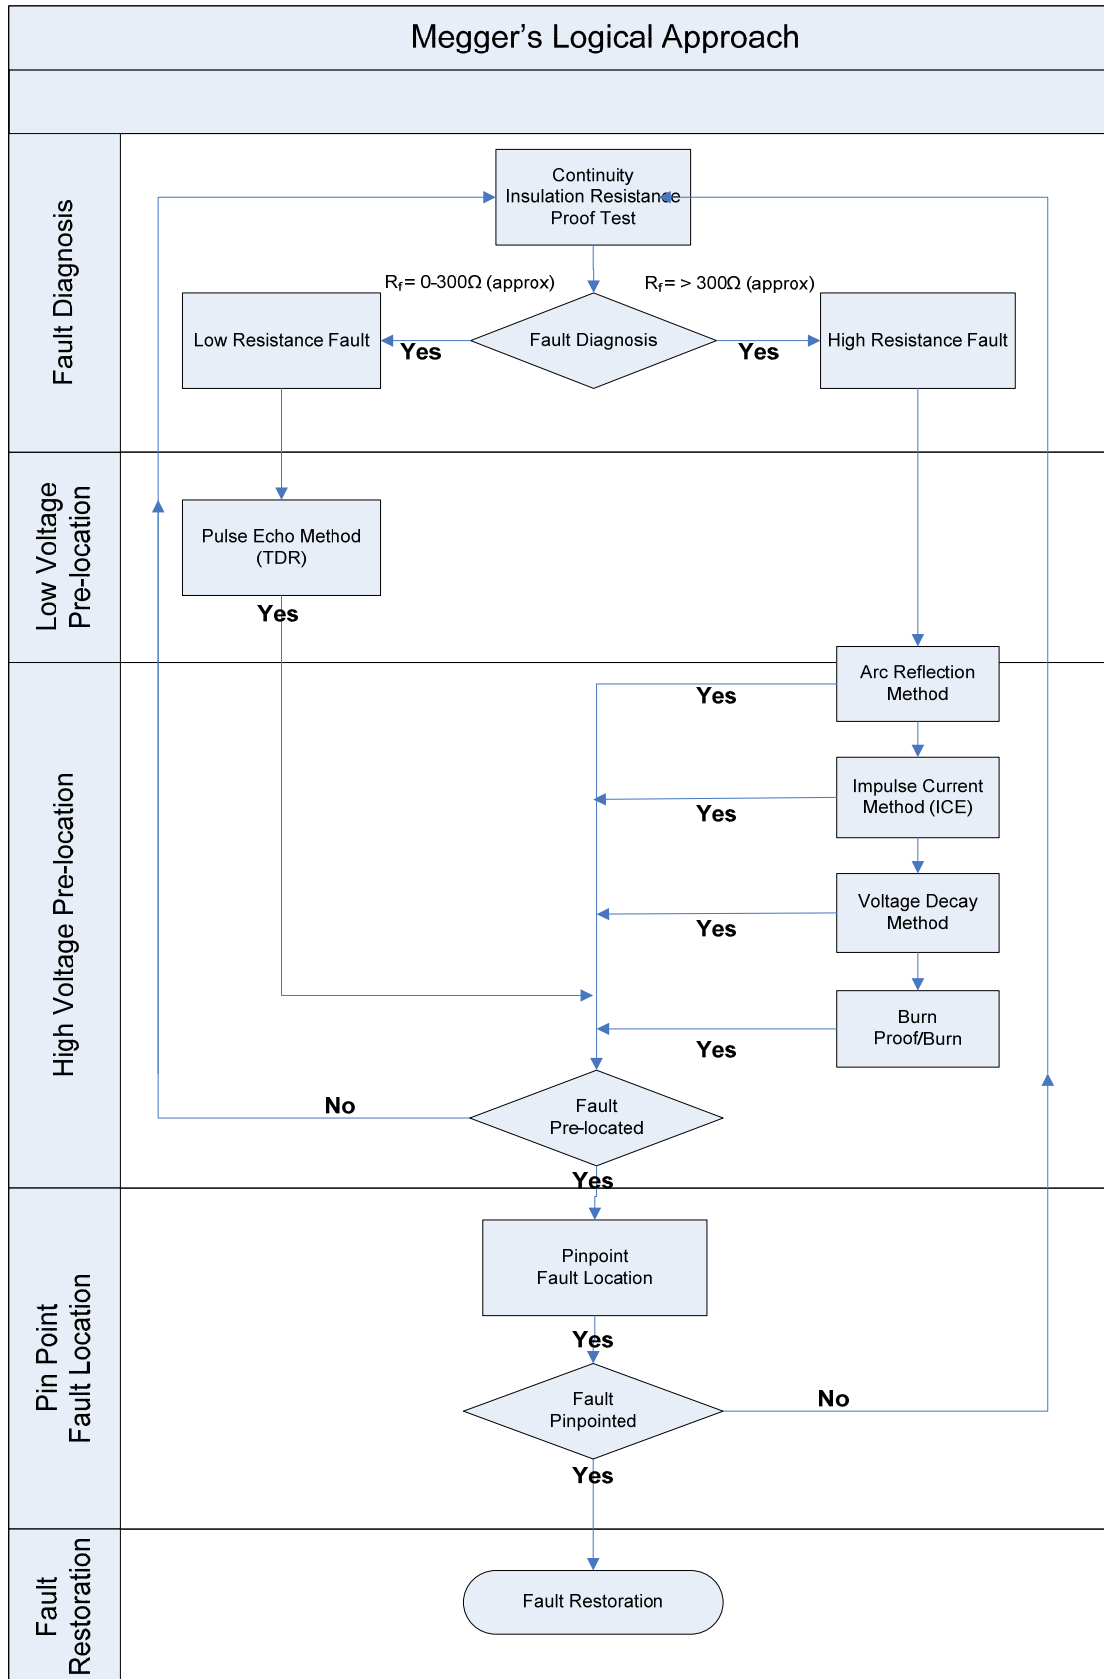 Megger's Logical Approach
Fault Diagnosis
Continuity
Insulation Resistance
Proof Test
Rf= 0-300Ω (approx)
Rf= > 300Ω (approx)
Low Resistance Fault
Yes
Fault Diagnosis
Yes
High Resistance Fault
Low Voltage
Pre-location
Pulse Echo Method
(TDR)
Yes
High Voltage Pre-location
Arc Reflection
Method
Yes
Impulse Current
Method (ICE)
Yes
Voltage Decay
Method
Yes
Burn
Proof/Burn
Yes
Fault
Pre-located
No
Yes
Pin Point
Fault Location
Pinpoint
Fault Location
Yes
Fault
Pinpointed
No
Yes
Fault
Restoration
Fault Restoration